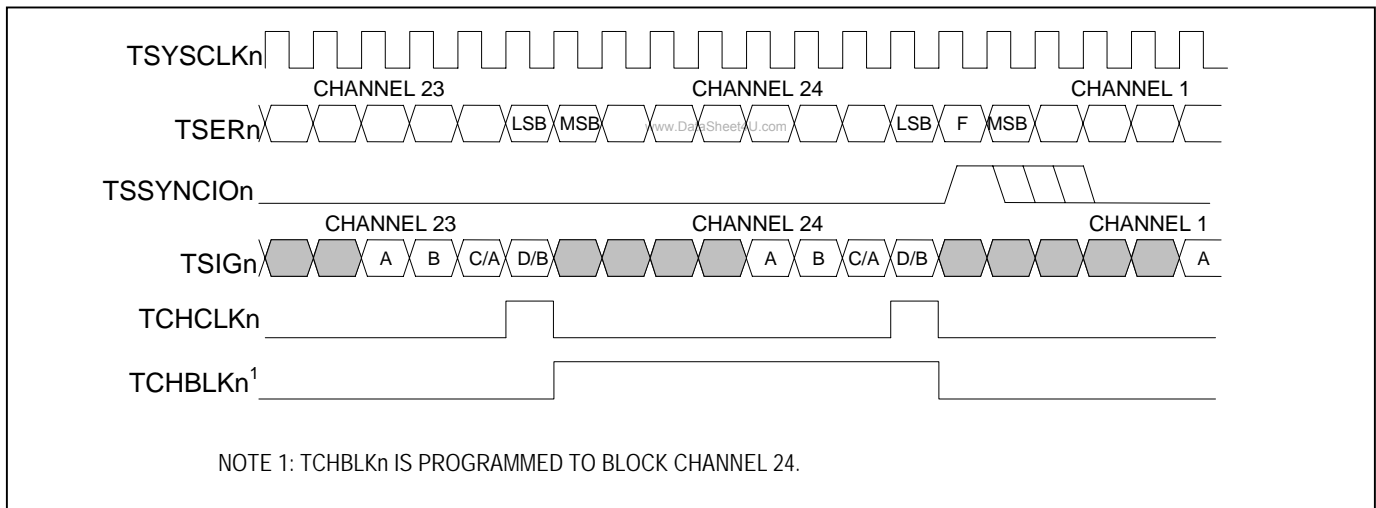 TSYSCLKn
CHANNEL 23 CHANNEL 24 CHANNEL 1
TSERn LSB MSB LSB F MSB
www.DataSheet4U.com
TSSYNCIOn
CHANNEL 23 CHANNEL 24 CHANNEL 1
TSIGn A B C/A D/B A B C/A D/B A
TCHCLKn
TCHBLKn1
NOTE 1: TCHBLKn IS PROGRAMMED TO BLOCK CHANNEL 24.